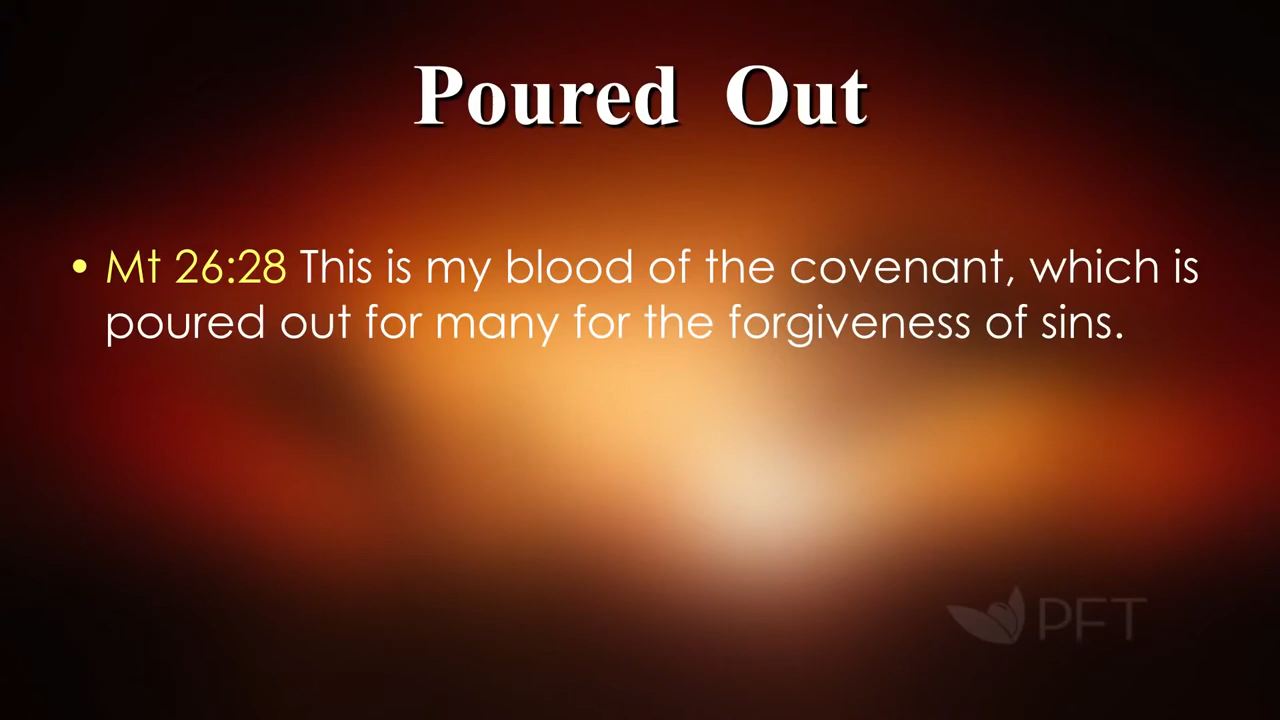 Poured Out
• Mt 26:28 This is my blood of the covenant, which is
poured out for many for the forgiveness of sins.
PFT